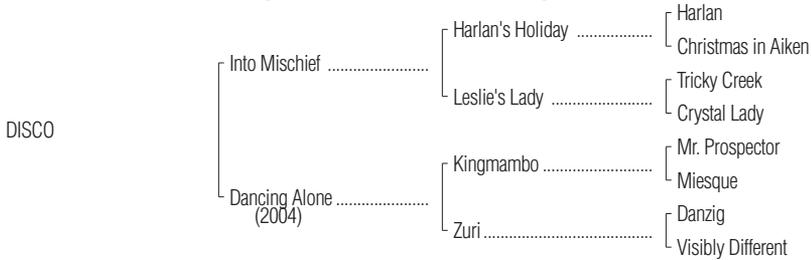 Harlan
Harlan's Holiday ..................
Christmas in Aiken
Into Mischief ........................
Tricky Creek
Leslie's Lady ........................
Crystal Lady
DISCO
Mr. Prospector
Kingmambo ..........................
Miesque
Dancing Alone ......................
(2004)
Danzig
Zuri ........................................
Visibly Different